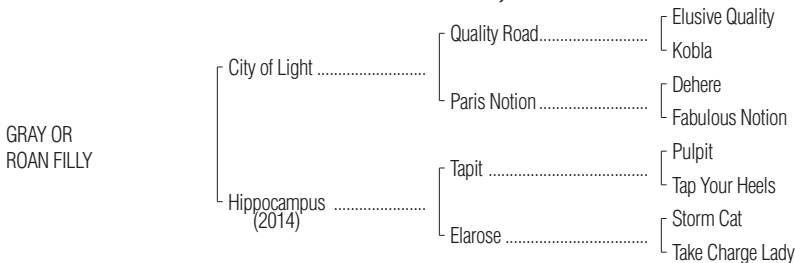 Elusive Quality
Quality Road
Kobla
City of Light
Dehere
Paris Notion
Fabulous Notion
GRAY OR
ROAN FILLY
Pulpit
Tapit
Tap Your Heels
Hippocampus
(2014)
Storm Cat
Elarose
Take Charge Lady